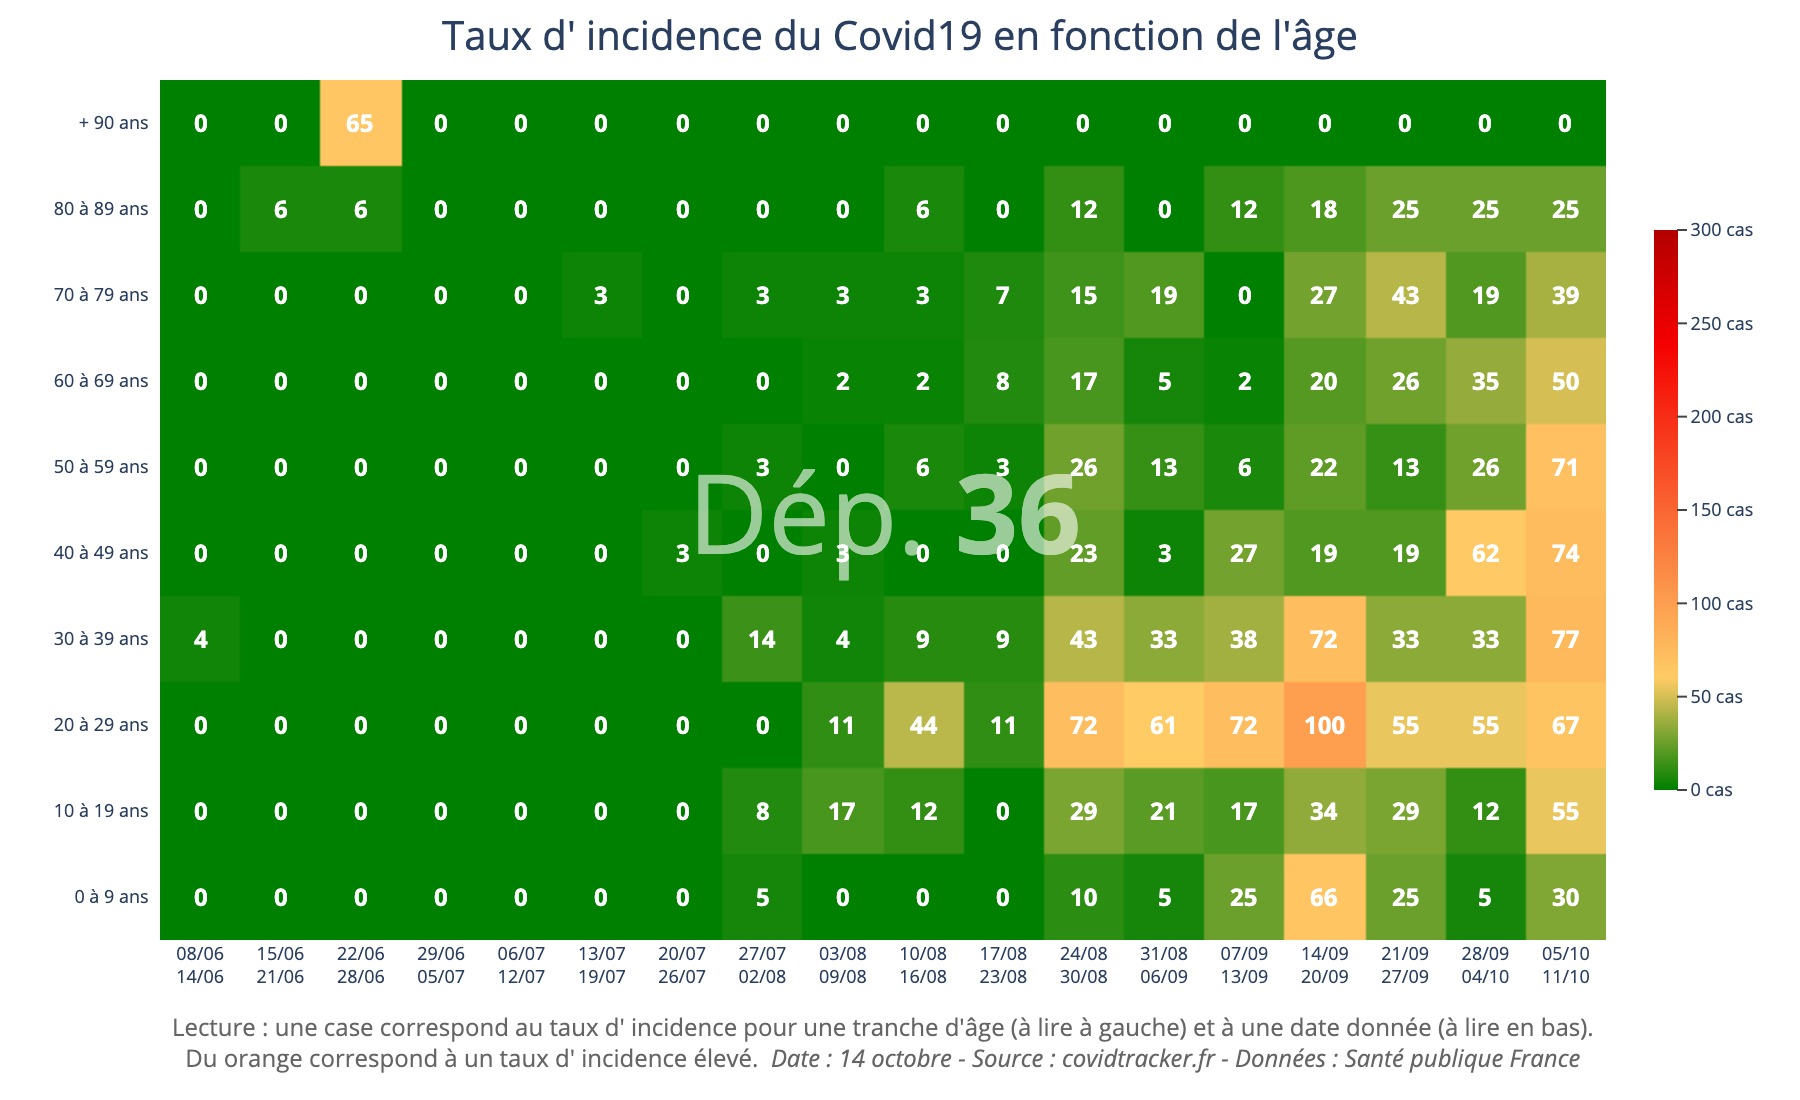 Taux d' incidence du Covid19 en fonction de l'âge
+ 90 ans 0 0 65 0 0 0 0 0 0 0 0 0 0 0 0 0 0 0
80 à 89 ans 0 6 6 0 0 0 0 0 0 6 0 12 0 12 18 25 25 25
300 cas
70 à 79 ans 0 0 0 0 0 3 0 3 3 3 7 15 19 0 27 43 19 39
250 cas
60 à 69 ans 0 0 0 0 0 0 0 0 2 2 8 17 5 2 20 26 35 50
200 cas
50 à 59 ans 0 0 0 0 0 0 0 3 0 6 3 26 13 6 22 13 26 71
150 cas
Dép. 36
40 à 49 ans 0 0 0 0 0 0 3 0 3 0 0 23 3 27 19 19 62 74
100 cas
30 à 39 ans 4 0 0 0 0 0 0 14 4 9 9 43 33 38 72 33 33 77
50 cas
20 à 29 ans 0 0 0 0 0 0 0 0 11 44 11 72 61 72 100 55 55 67
0 cas
10 à 19 ans 0 0 0 0 0 0 0 8 17 12 0 29 21 17 34 29 12 55
0 à 9 ans 0 0 0 0 0 0 0 5 0 0 0 10 5 25 66 25 5 30
08/06 15/06 22/06 29/06 06/07 13/07 20/07 27/07 03/08 10/08 17/08 24/08 31/08 07/09 14/09 21/09 28/09 05/10
14/06 21/06 28/06 05/07 12/07 19/07 26/07 02/08 09/08 16/08 23/08 30/08 06/09 13/09 20/09 27/09 04/10 11/10
Lecture : une case correspond au taux d' incidence pour une tranche d'âge (à lire à gauche) et à une date donnée (à lire en bas).
Du orange correspond à un taux d' incidence élevé. Date : 14 octobre - Source : covidtracker.fr - Données : Santé publique France